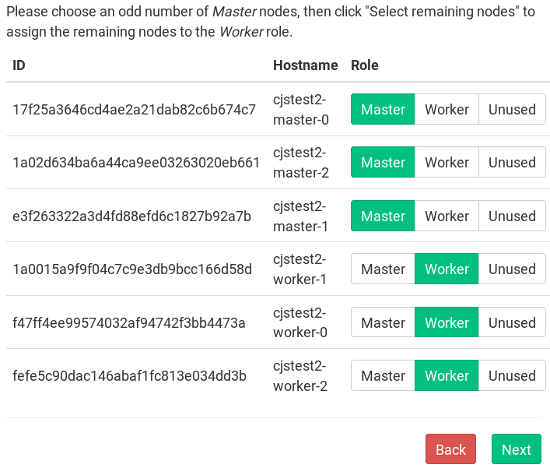 Please choose an odd number of Master nodes, then click "Select remaining nodes" to
assign the remaining nodes to the Worker role.
ID Hostname Role
17f25a3646cd4ae2a21dab82c6b674c7 cjstest2- Master Worker Unused
master-0
1a02d634ba6a44ca9ee03263020eb661 cjstest2- Master Worker Unused
master-2
e3f263322a3d4fd88efd6c1827b92a7b cjstest2- Master Worker Unused
master-1
1a0015a9f9f04c7c9e3db9bcc166d58d cjstest2- Master Worker Unused
worker-1
f47ff4ee99574032af94742f3bb4473a cjstest2- Master Worker Unused
worker-0
fefe5c90dac146abaf1fc813e034dd3b cjstest2- Master Worker Unused
worker-2
Back Next